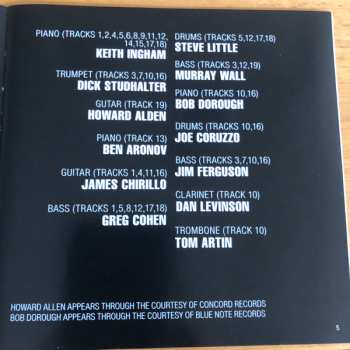 PIANO (TRACKS 1,2,4,5,6,8,9,11,12,
14,15,17,18)
KEITH INGHAM
TRUMPET (TRACKS 3,7,10,16)
DICK STUDHALTER
GUITAR (TRACK 19)
HOWARD ALDEN
PIANO (TRACK 13)
BEN ARONOV
GUITAR (TRACKS 1,4,11,16)
JAMES CHIRILLO
BASS (TRACKS 1,5,8,12,17,18)
GREG COHEN
DRUMS (TRACKS 5,12,17,18)
STEVE LITTLE
BASS (TRACKS 3,12,19)
MURRAY WALL
PIANO (TRACKS 10,16)
BOB DOROUGH
DRUMS (TRACKS 10,16)
JOE CORUZZO
BASS (TRACKS 3,7,10,16)
JIM FERGUSON
CLARINET (TRACK 10)
DAN LEVINSON
TROMBONE (TRACK 10)
TOM ARTIN
HOWARD ALLEN APPEARS THROUGH THE COURTESY OF CONCORD RECORDS
BOB DOROUGH APPEARS THROUGH THE COURTESY OF BLUE NOTE RECORDS
5